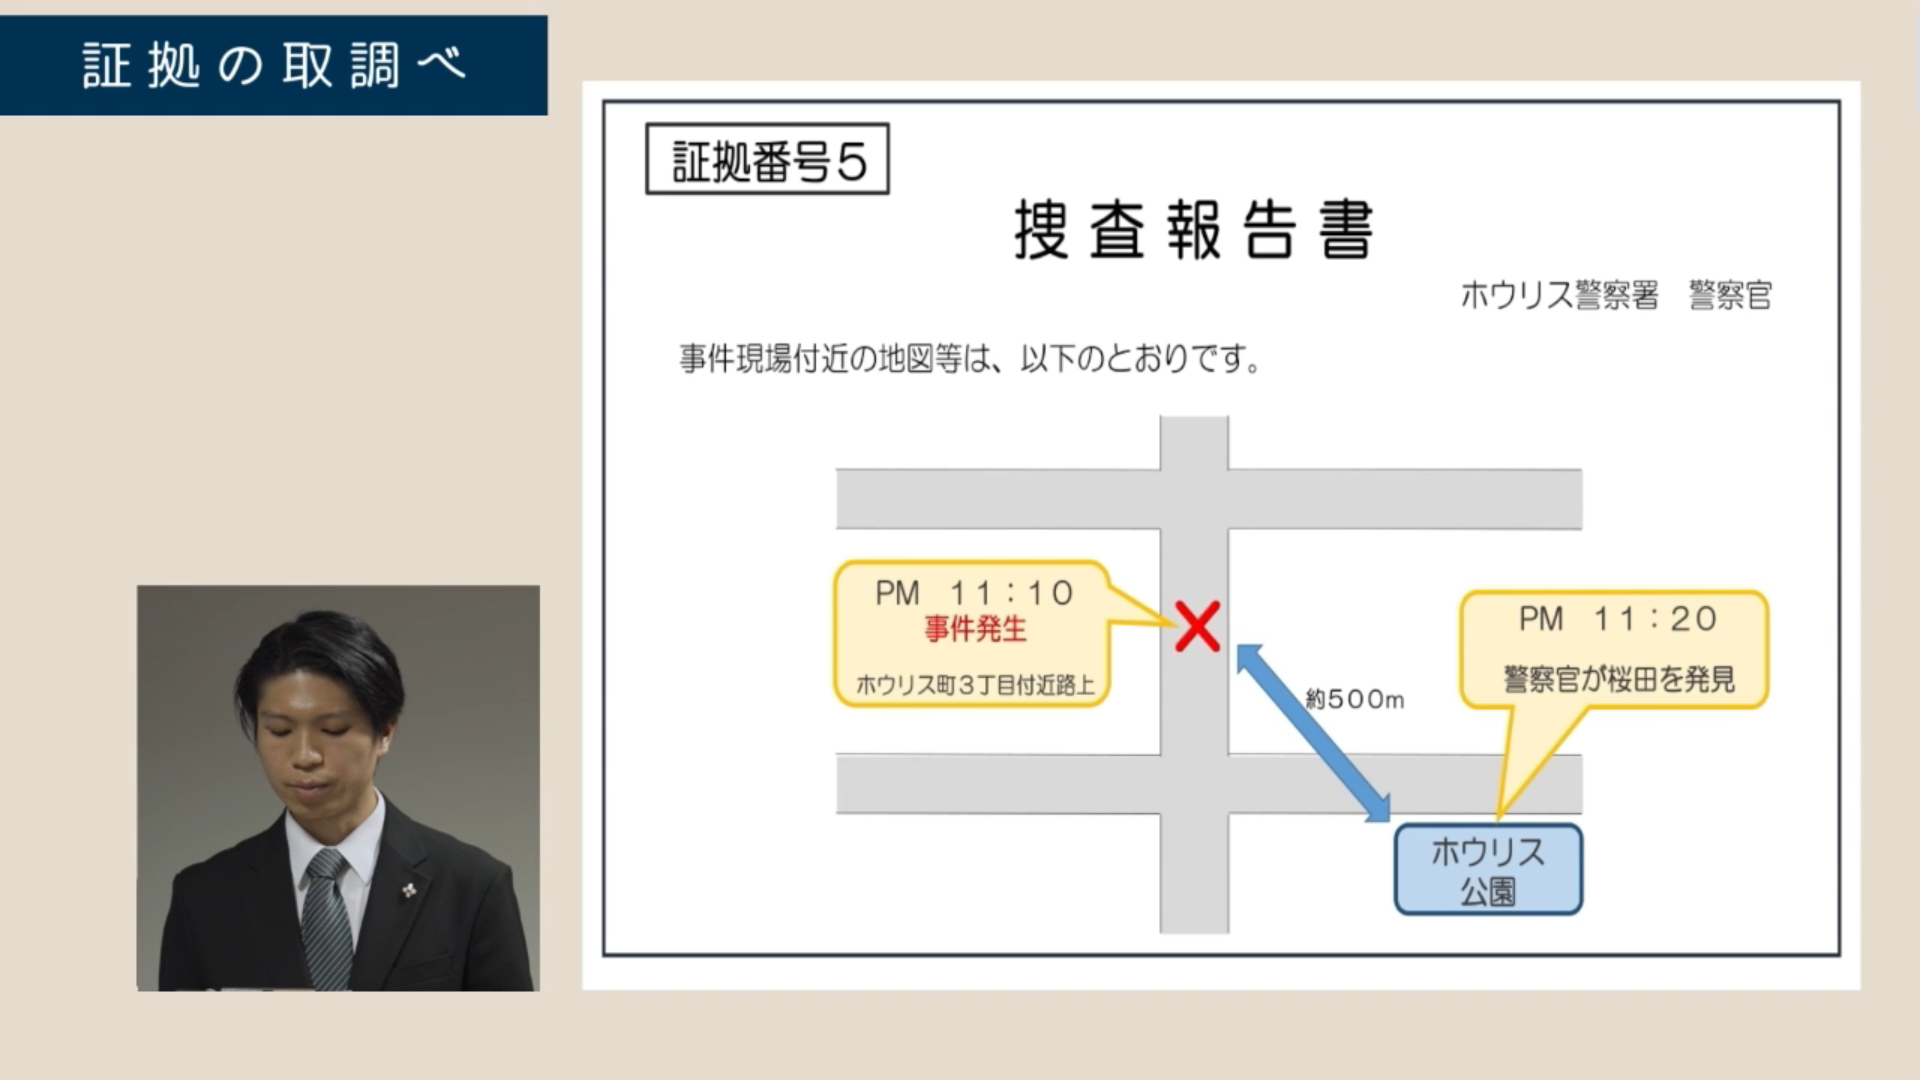 証拠の取調べ
証拠番号５
捜査報告書
ホウリス警察署　警察官
事件現場付近の地図等は、以下のとおりです。
PM　１１：１０
事件発生
ホウリス町３丁目付近路上
PM　１１：２０
警察官が桜田を発見
約５００ｍ
ホウリス
公園